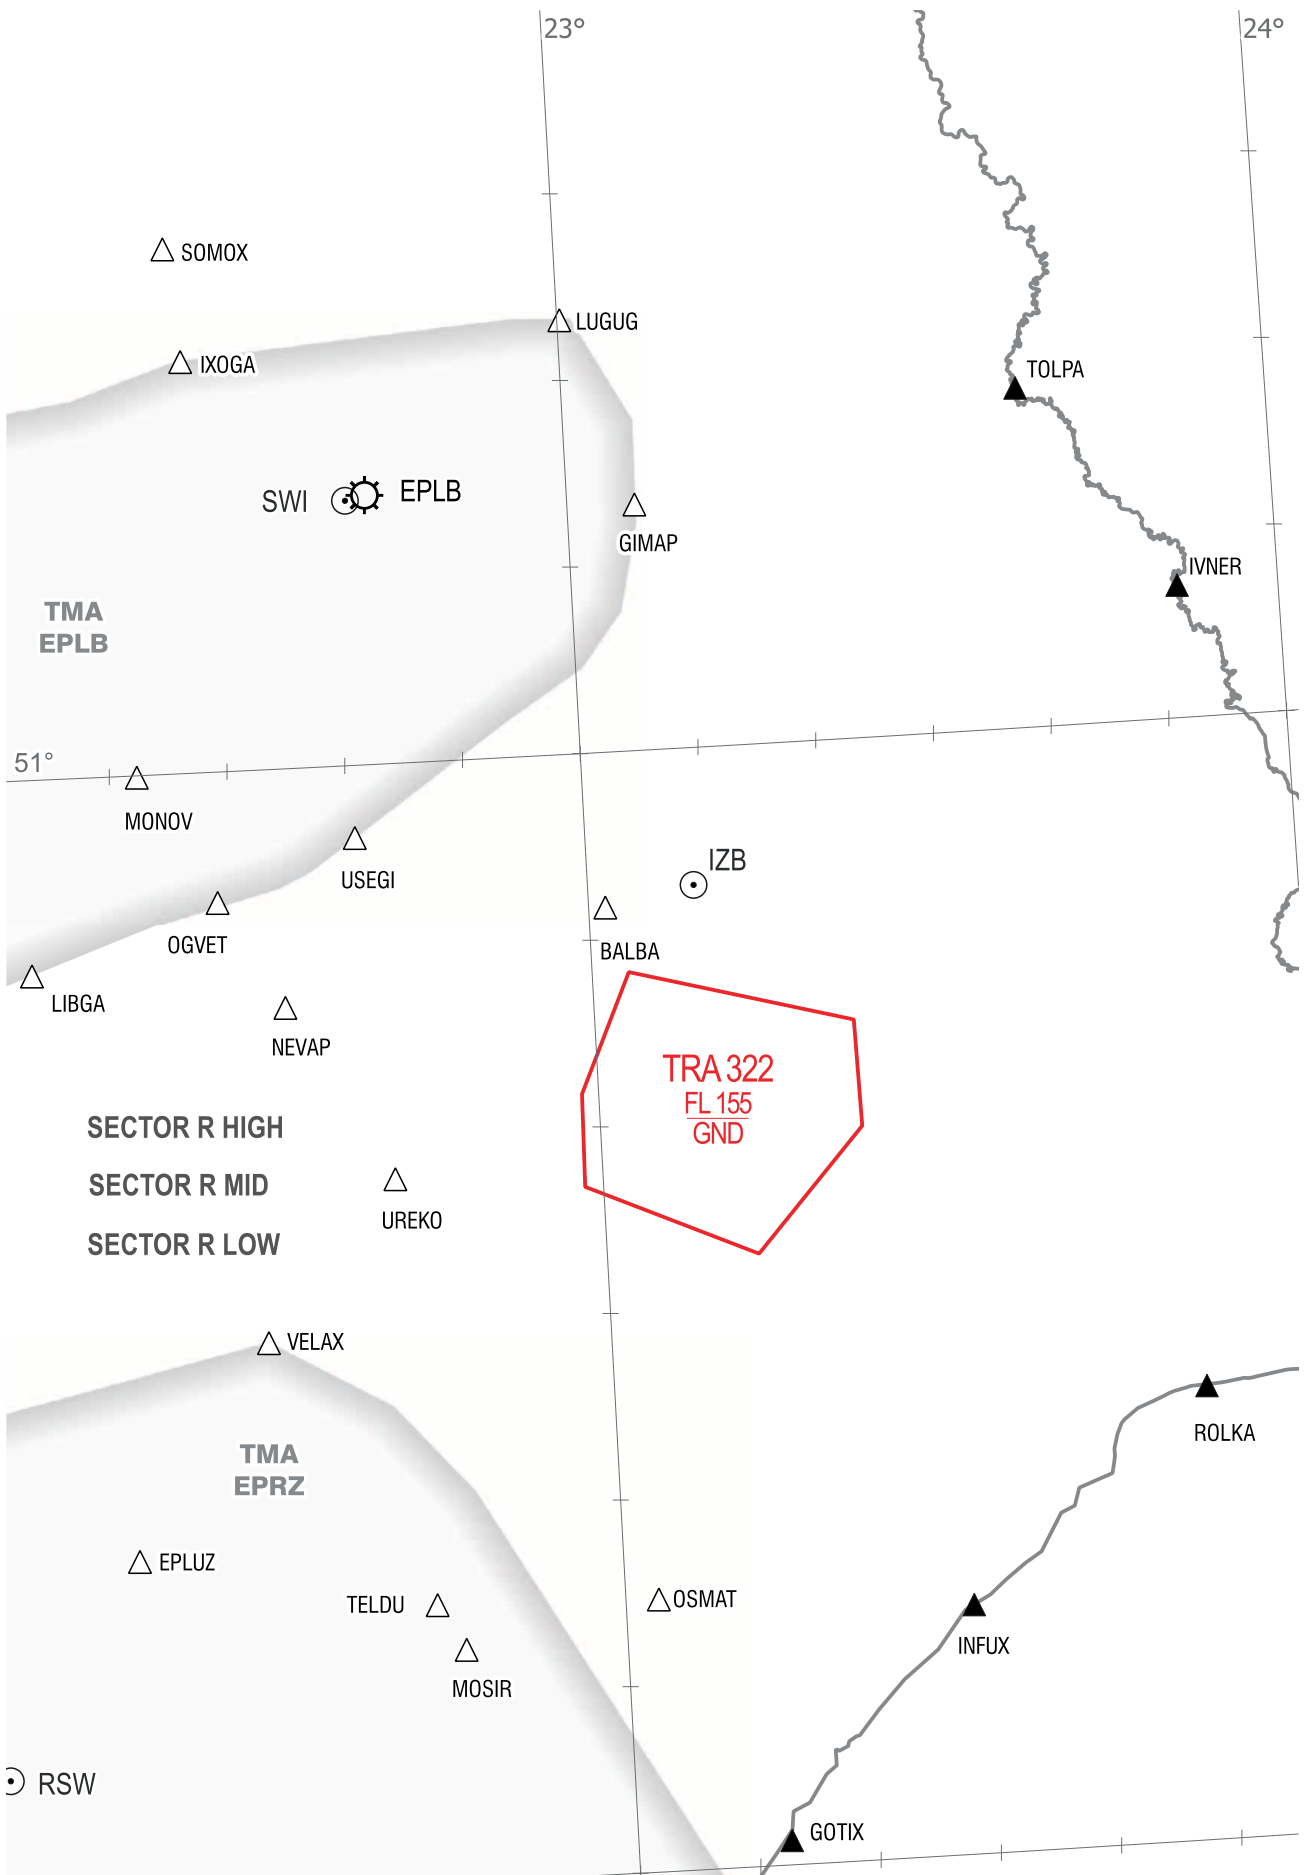 23°
24°
SOMOX
LUGUG
IXOGA
TOLPA
SWI
EPLB
GIMAP
IVNER
TMA
EPLB
51°
MONOV
USEGI
IZB
OGVET
BALBA
LIBGA
NEVAP
TRA 322
FL 155
GND
SECTOR R HIGH
SECTOR R MID
UREKO
SECTOR R LOW
VELAX
ROLKA
TMA
EPRZ
EPLUZ
TELDU
OSMAT
INFUX
MOSIR
RSW
GOTIX